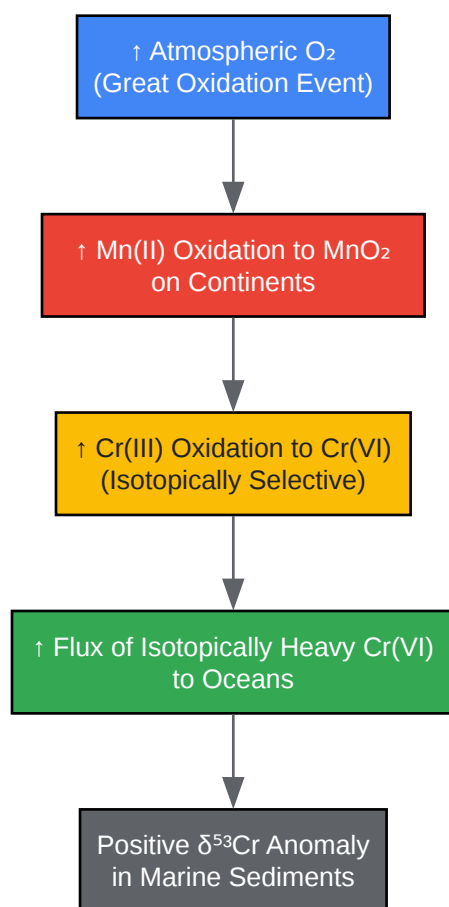 ↑ Atmospheric O₂
(Great Oxidation Event)
↑ Mn(II) Oxidation to MnO₂
on Continents
↑ Cr(III) Oxidation to Cr(VI)
(Isotopically Selective)
↑ Flux of Isotopically Heavy Cr(VI)
to Oceans
Positive δ⁵³Cr Anomaly
in Marine Sediments